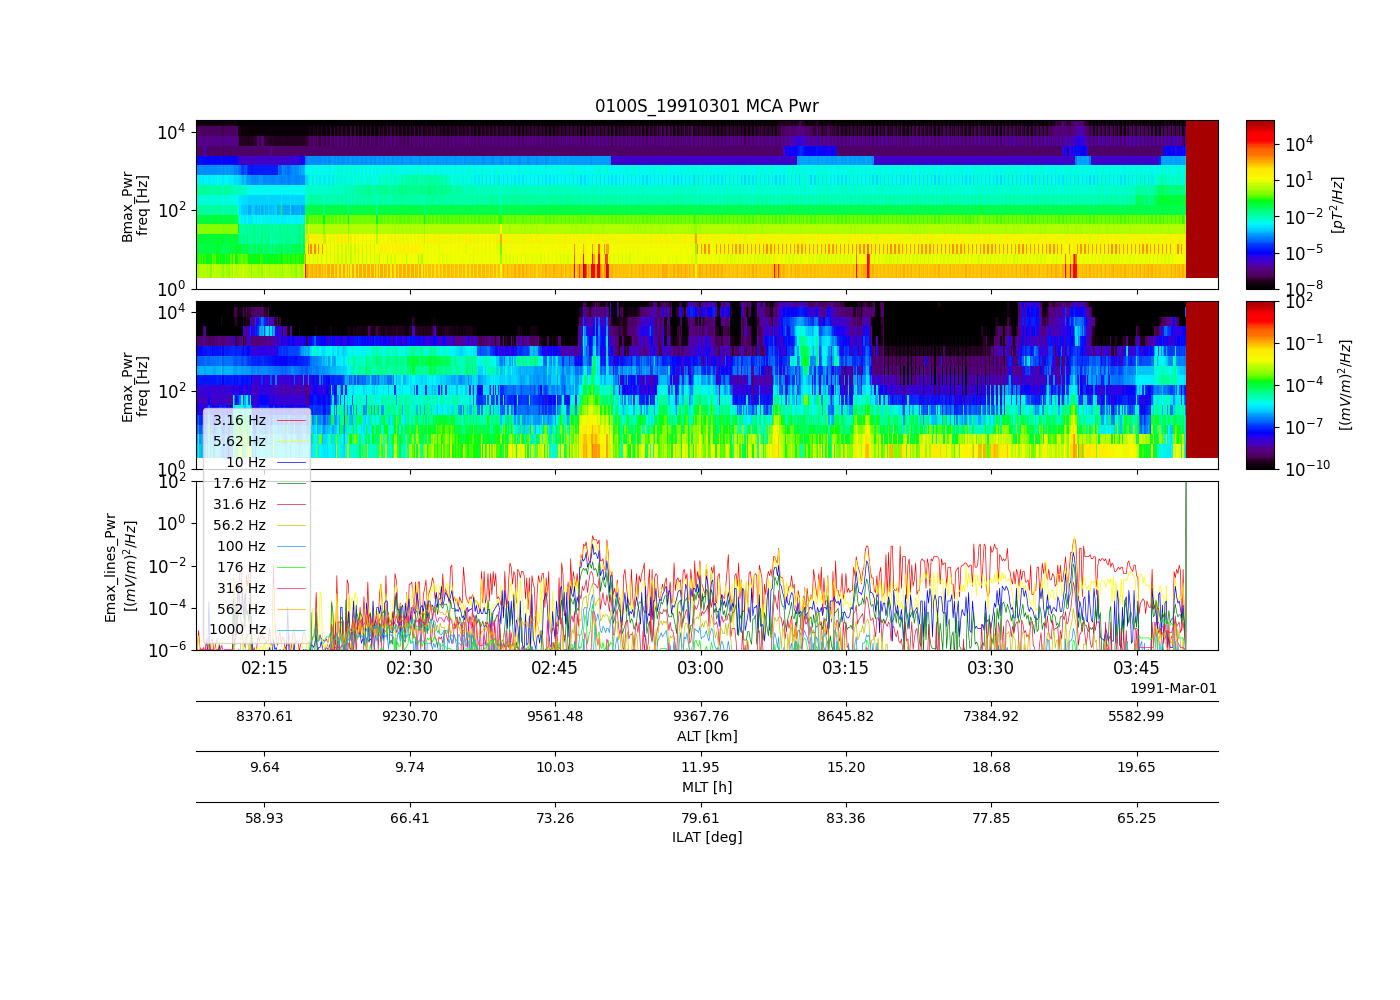 0100S_19910301 MCA Pwr
10^4
10^2
10^0
Bmax_Pwr
freq [Hz]
10^4
10^1
10^-2
10^-5
10^-8
[pT^2/Hz]
10^4
10^2
10^0
Emax_Pwr
freq [Hz]
10^2
10^-1
10^-4
10^-7
10^-10
[(mV/m)^2/Hz]
3.16 Hz
5.62 Hz
10 Hz
17.6 Hz
31.6 Hz
56.2 Hz
100 Hz
176 Hz
316 Hz
562 Hz
1000 Hz
10^2
10^0
10^-2
10^-4
10^-6
Emax_lines_Pwr
[(mV/m)^2/Hz]
02:15 02:30 02:45 03:00 03:15 03:30 03:45
1991-Mar-01
8370.61 9230.70 9561.48 9367.76 8645.82 7384.92 5582.99
ALT [km]
9.64 9.74 10.03 11.95 15.20 18.68 19.65
MLT [h]
58.93 66.41 73.26 79.61 83.36 77.85 65.25
ILAT [deg]